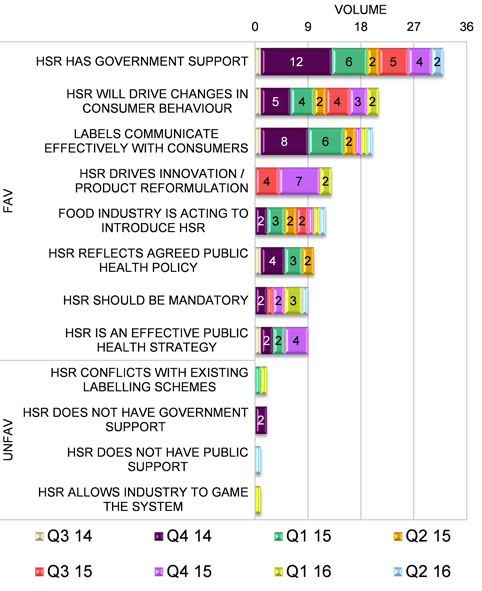 VOLUME
0 9 18 27 36
FAV
HSR HAS GOVERNMENT SUPPORT
12 6 2 5 4 2
HSR WILL DRIVE CHANGES IN
CONSUMER BEHAVIOUR
5 4 2 4 3 2
LABELS COMMUNICATE
EFFECTIVELY WITH CONSUMERS
8 6 2
HSR DRIVES INNOVATION /
PRODUCT REFORMULATION
4 7 2
FOOD INDUSTRY IS ACTING TO
INTRODUCE HSR
2 3 2 2
HSR REFLECTS AGREED PUBLIC
HEALTH POLICY
4 3 2
HSR SHOULD BE MANDATORY
2 2 3
HSR IS AN EFFECTIVE PUBLIC
HEALTH STRATEGY
2 2 4
UNFAV
HSR CONFLICTS WITH EXISTING
LABELLING SCHEMES
HSR DOES NOT HAVE GOVERNMENT
SUPPORT
2
HSR DOES NOT HAVE PUBLIC
SUPPORT
HSR ALLOWS INDUSTRY TO GAME
THE SYSTEM
Q3 14 Q4 14 Q1 15 Q2 15
Q3 15 Q4 15 Q1 16 Q2 16